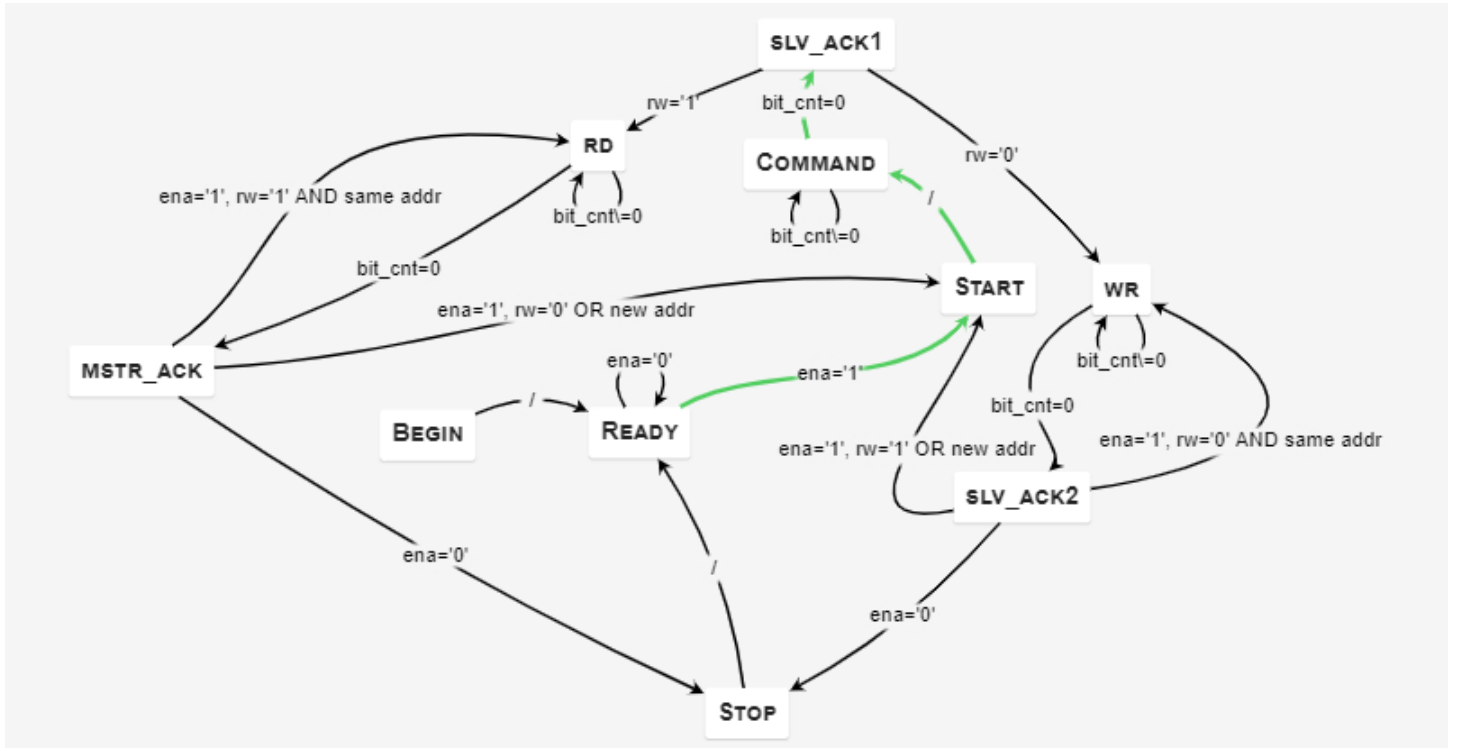 SLV_ACK1
rw='1'
bit_cnt=0
RD
COMMAND
rw='0'
ena='1', rw='1' AND same addr
bit_cnt\=0
/
bit_cnt\=0
bit_cnt=0
START
WR
ena='1', rw='0' OR new addr
MSTR_ACK
ena='0'
ena='1'
bit_cnt\=0
/
BEGIN
READY
bit_cnt=0
ena='1', rw='1' OR new addr
ena='1', rw='0' AND same addr
SLV_ACK2
ena='0'
/
ena='0'
STOP